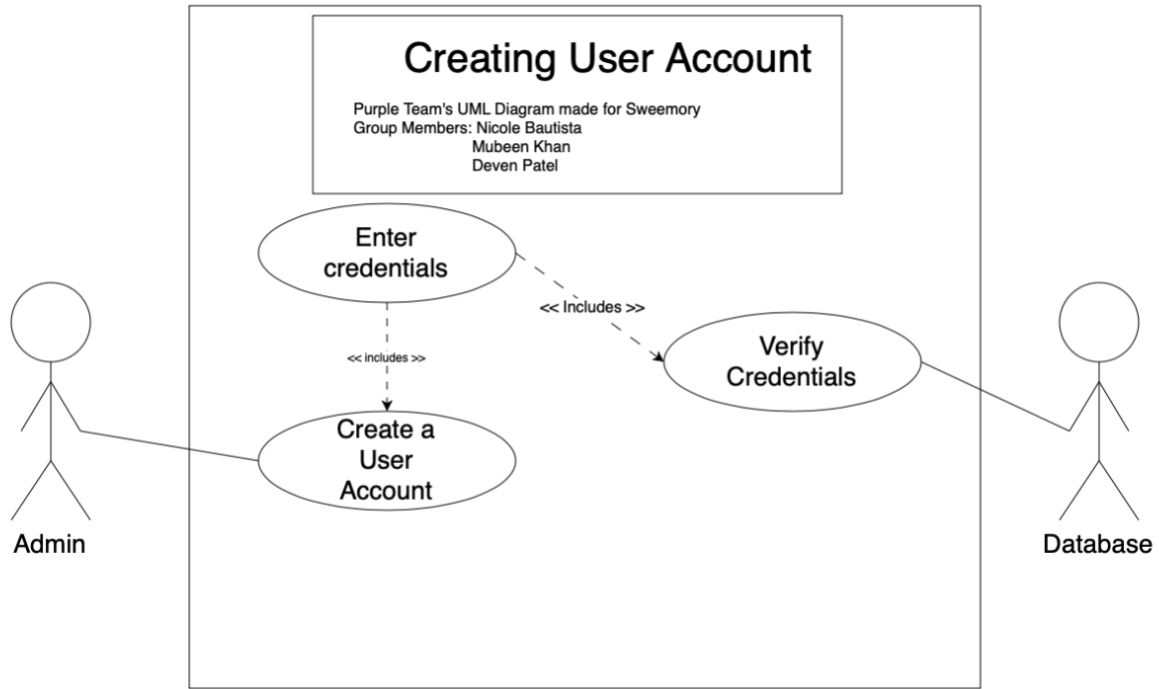 Creating User Account
Purple Team's UML Diagram made for Sweemory
Group Members: Nicole Bautista
Mubeen Khan
Deven Patel
Enter
credentials
<< Includes >>
Verify
Credentials
<< includes >>
Create a
User
Account
Admin
Database